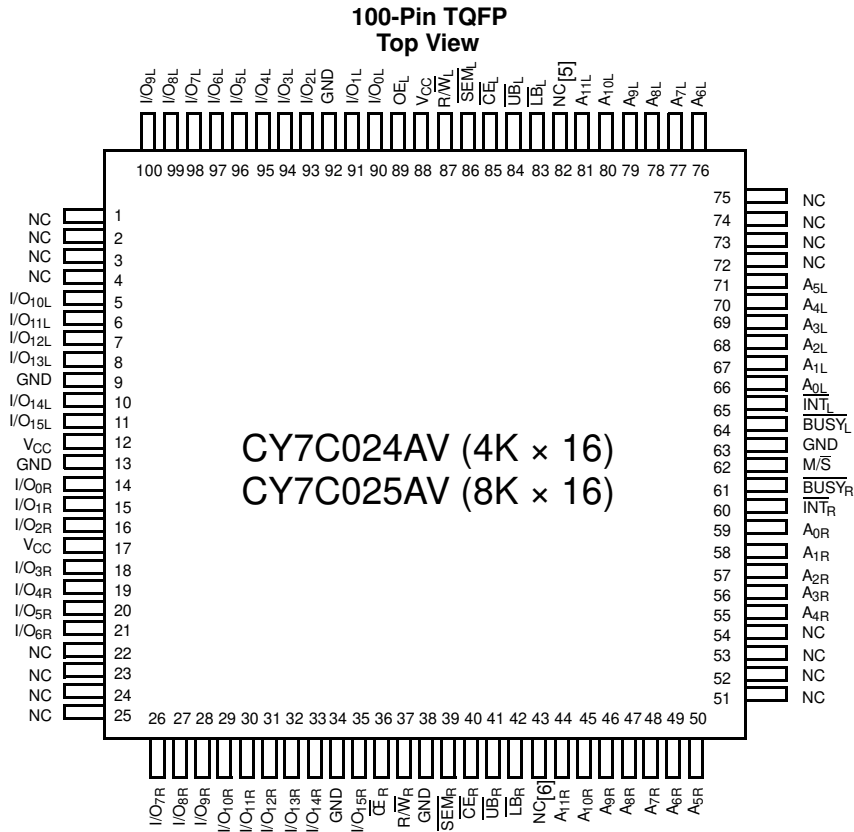 100-Pin TQFP
Top View
I/O9L I/O8L I/O7L I/O6L I/O5L I/O4L I/O3L I/O2L GND I/O1L I/O0L OEL VCC R/WL SEML CEL UBL LBL NC[5] A11L A10L A9L A8L A7L A6L
100 99 98 97 96 95 94 93 92 91 90 89 88 87 86 85 84 83 82 81 80 79 78 77 76
NC 1
NC 2
NC 3
NC 4
I/O10L 5
I/O11L 6
I/O12L 7
I/O13L 8
GND 9
I/O14L 10
I/O15L 11
VCC 12
GND 13
I/O0R 14
I/O1R 15
I/O2R 16
VCC 17
I/O3R 18
I/O4R 19
I/O5R 20
I/O6R 21
NC 22
NC 23
NC 24
NC 25
CY7C024AV (4K × 16)
CY7C025AV (8K × 16)
75 NC
74 NC
73 NC
72 NC
71 A5L
70 A4L
69 A3L
68 A2L
67 A1L
66 A0L
65 INTL
64 BUSYL
63 GND
62 M/S
61 BUSYR
60 INTR
59 A0R
58 A1R
57 A2R
56 A3R
55 A4R
54 NC
53 NC
52 NC
51 NC
26 27 28 29 30 31 32 33 34 35 36 37 38 39 40 41 42 43 44 45 46 47 48 49 50
I/O7R I/O8R I/O9R I/O10R I/O11R I/O12R I/O13R I/O14R GND I/O15R OER R/WR GND SEMR CER UBR LBR NC[6] A11R A10R A9R A8R A7R A6R A5R